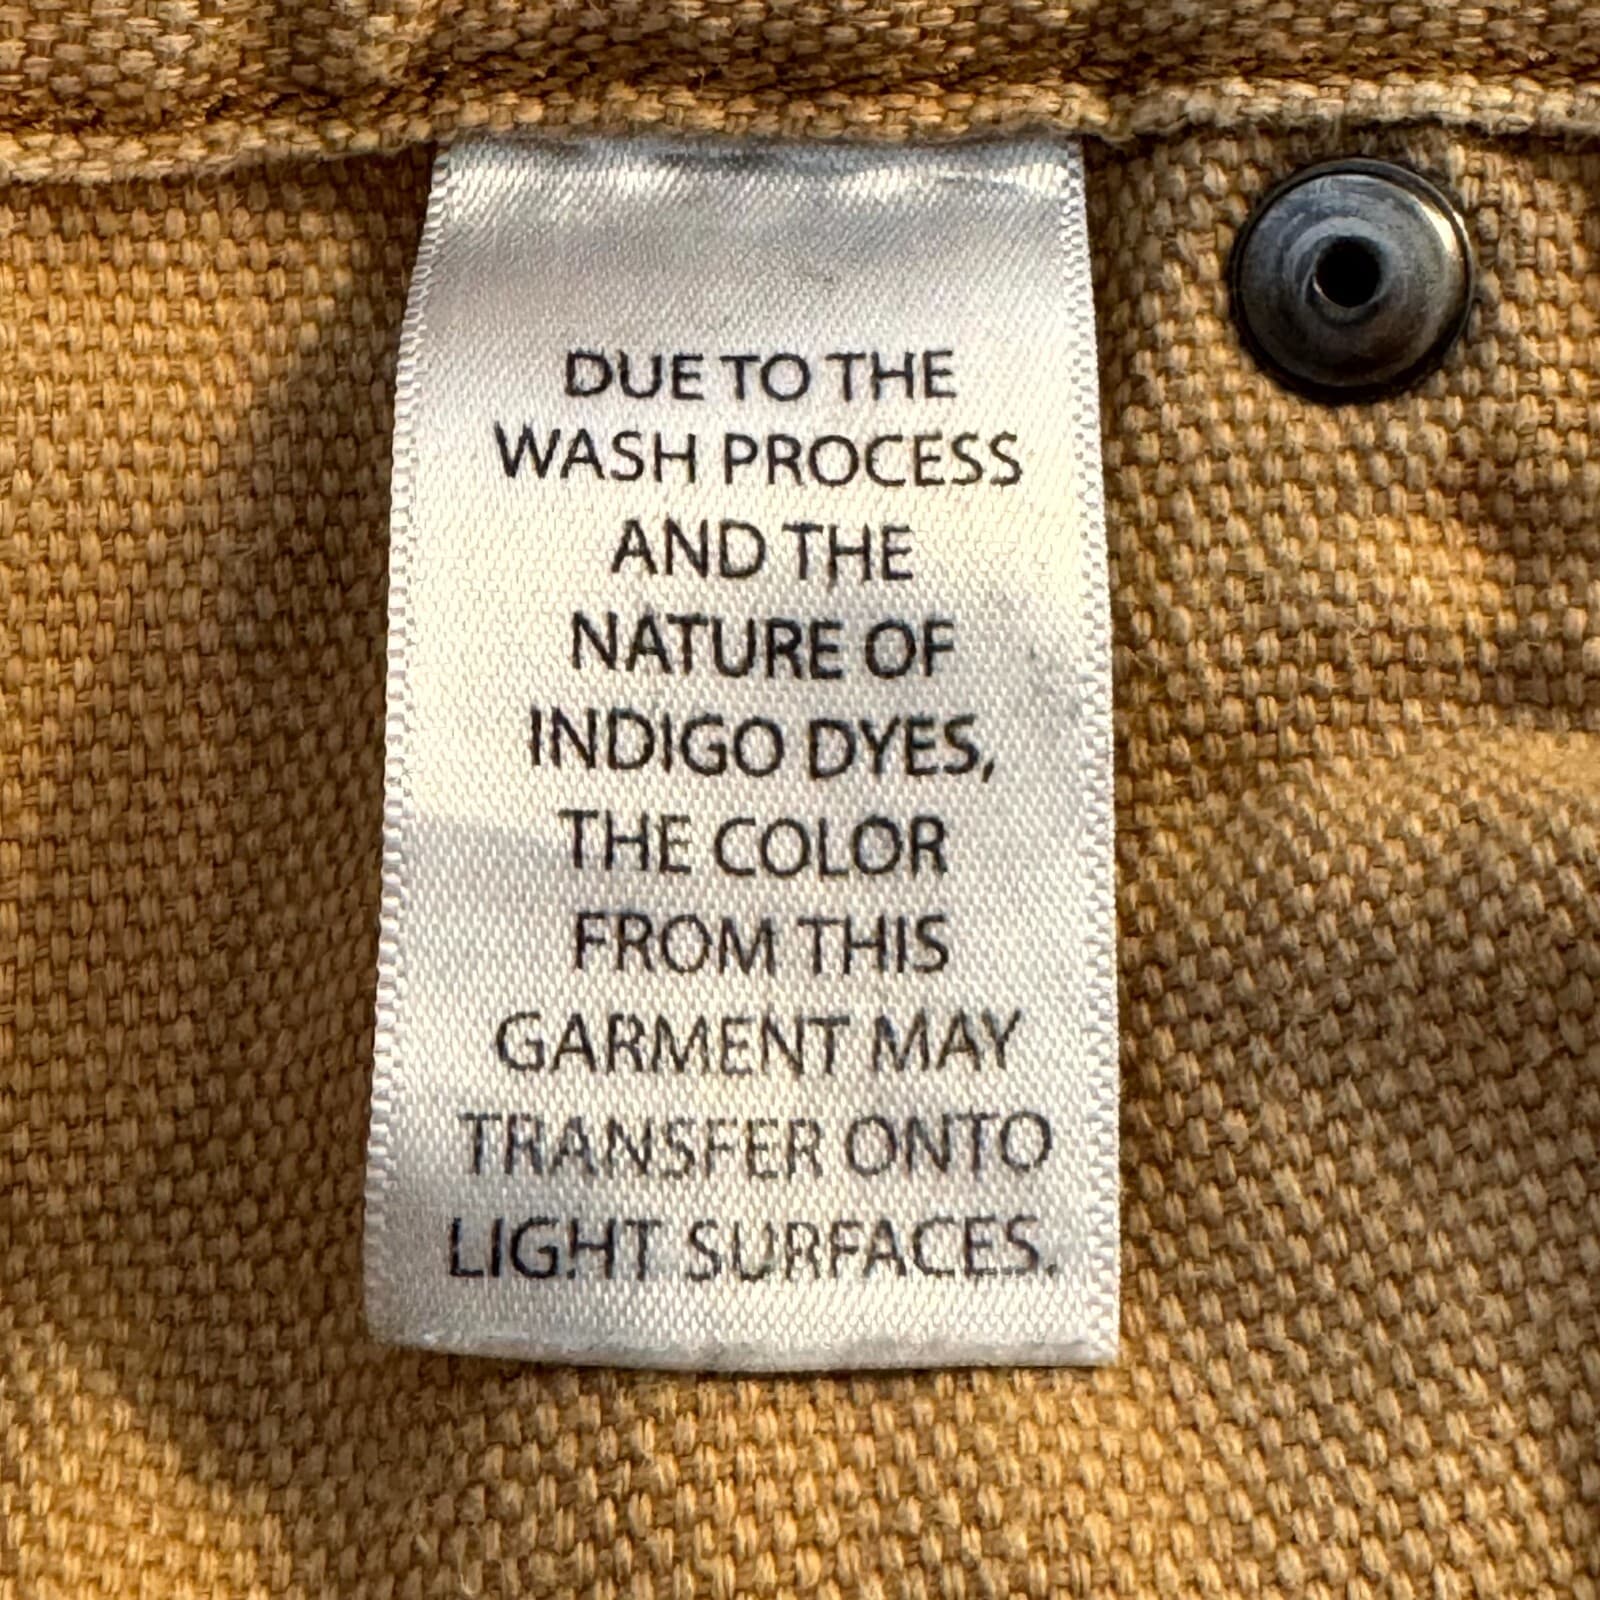 DUE TO THE
WASH PROCESS
AND THE
NATURE OF
INDIGO DYES,
THE COLOR
FROM THIS
GARMENT MAY
TRANSFER ONTO
LIGHT SURFACES.